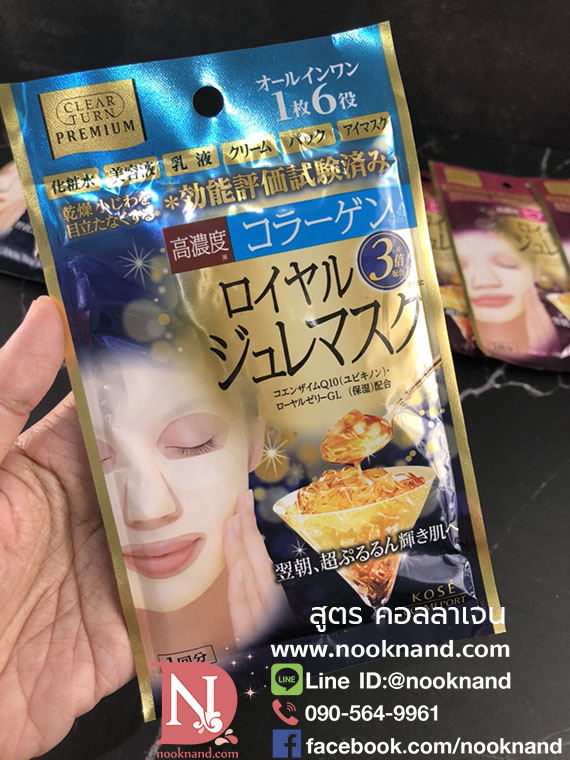 CLEAR
TURN
PREMIUM
オールインワン
1枚6役
化粧水 美容液 乳液 クリーム パック アイマスク
乾燥小じわを
目立たなくする*
*効能評価試験済み
高濃度※
コラーゲン
3倍
配合
ロイヤル
ジュレマスク
コエンザイムQ10(ユビキノン)・
ローヤルゼリーGL (保湿)配合
翌朝、超ぷるるん輝き肌へ
KOSÉ
1回分
สูตร คอลลาเจน
www.nooknand.com
LINE
Line ID:@nooknand
090-564-9961
f facebook.com/nooknand
N
nooknand.com